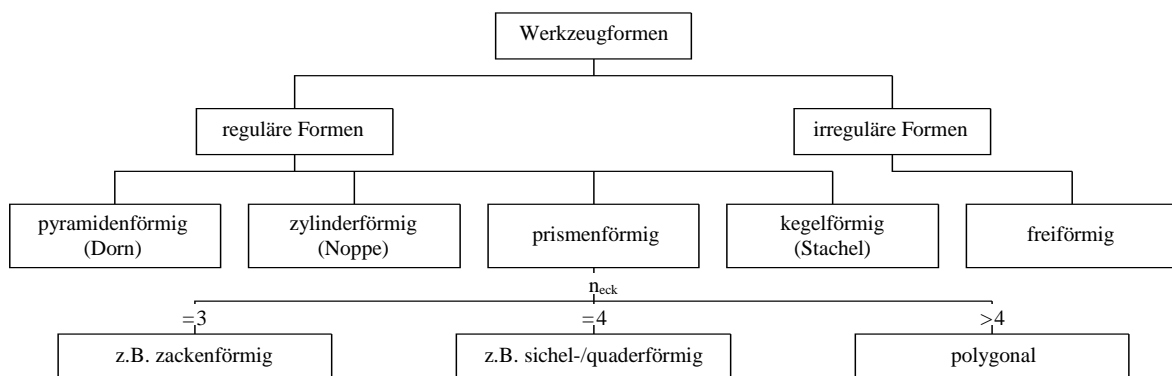 Werkzeugformen
reguläre Formen
irreguläre Formen
pyramidenförmig
(Dorn)
zylinderförmig
(Noppe)
prismenförmig
kegelförmig
(Stachel)
freiförmig
neck
=3
=4
>4
z.B. zackenförmig
z.B. sichel-/quaderförmig
polygonal